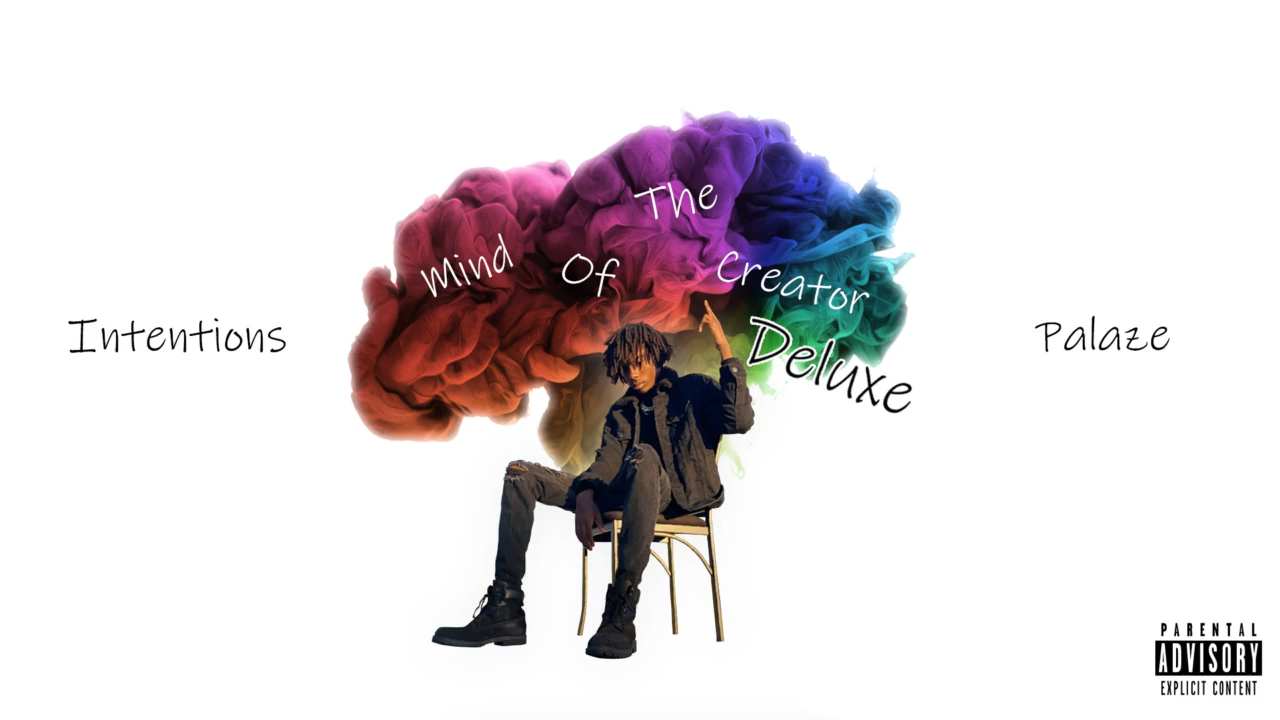 The
Mind Of Creator
Deluxe
Intentions
Palaze
PARENTAL
ADVISORY
EXPLICIT CONTENT